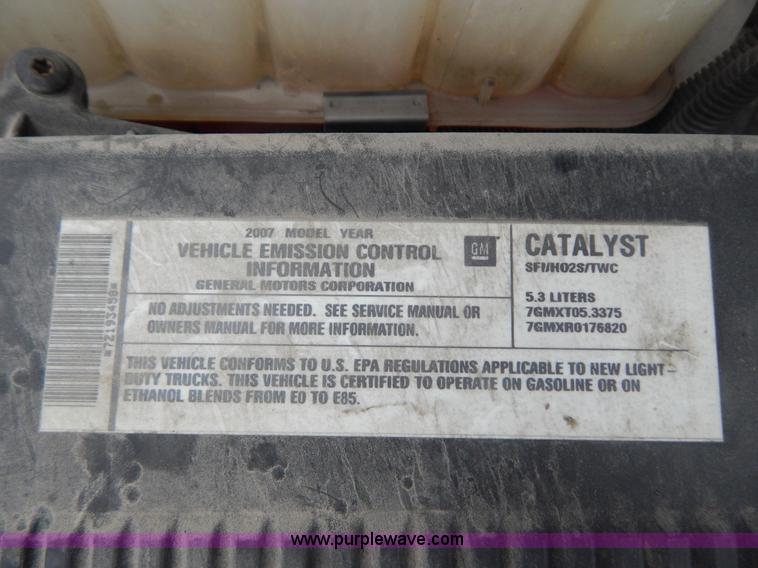 2007 MODEL YEAR
VEHICLE EMISSION CONTROL
INFORMATION
GENERAL MOTORS CORPORATION
GM
CATALYST
SFI/HO2S/TWC
5.3 LITERS
7GMXT05.3375
7GMXR0176820
NO ADJUSTMENTS NEEDED. SEE SERVICE MANUAL OR
OWNERS MANUAL FOR MORE INFORMATION.
THIS VEHICLE CONFORMS TO U.S. EPA REGULATIONS APPLICABLE TO NEW LIGHT-
DUTY TRUCKS. THIS VEHICLE IS CERTIFIED TO OPERATE ON GASOLINE OR ON
ETHANOL BLENDS FROM E0 TO E85.
*72193498*
www.purplewave.com